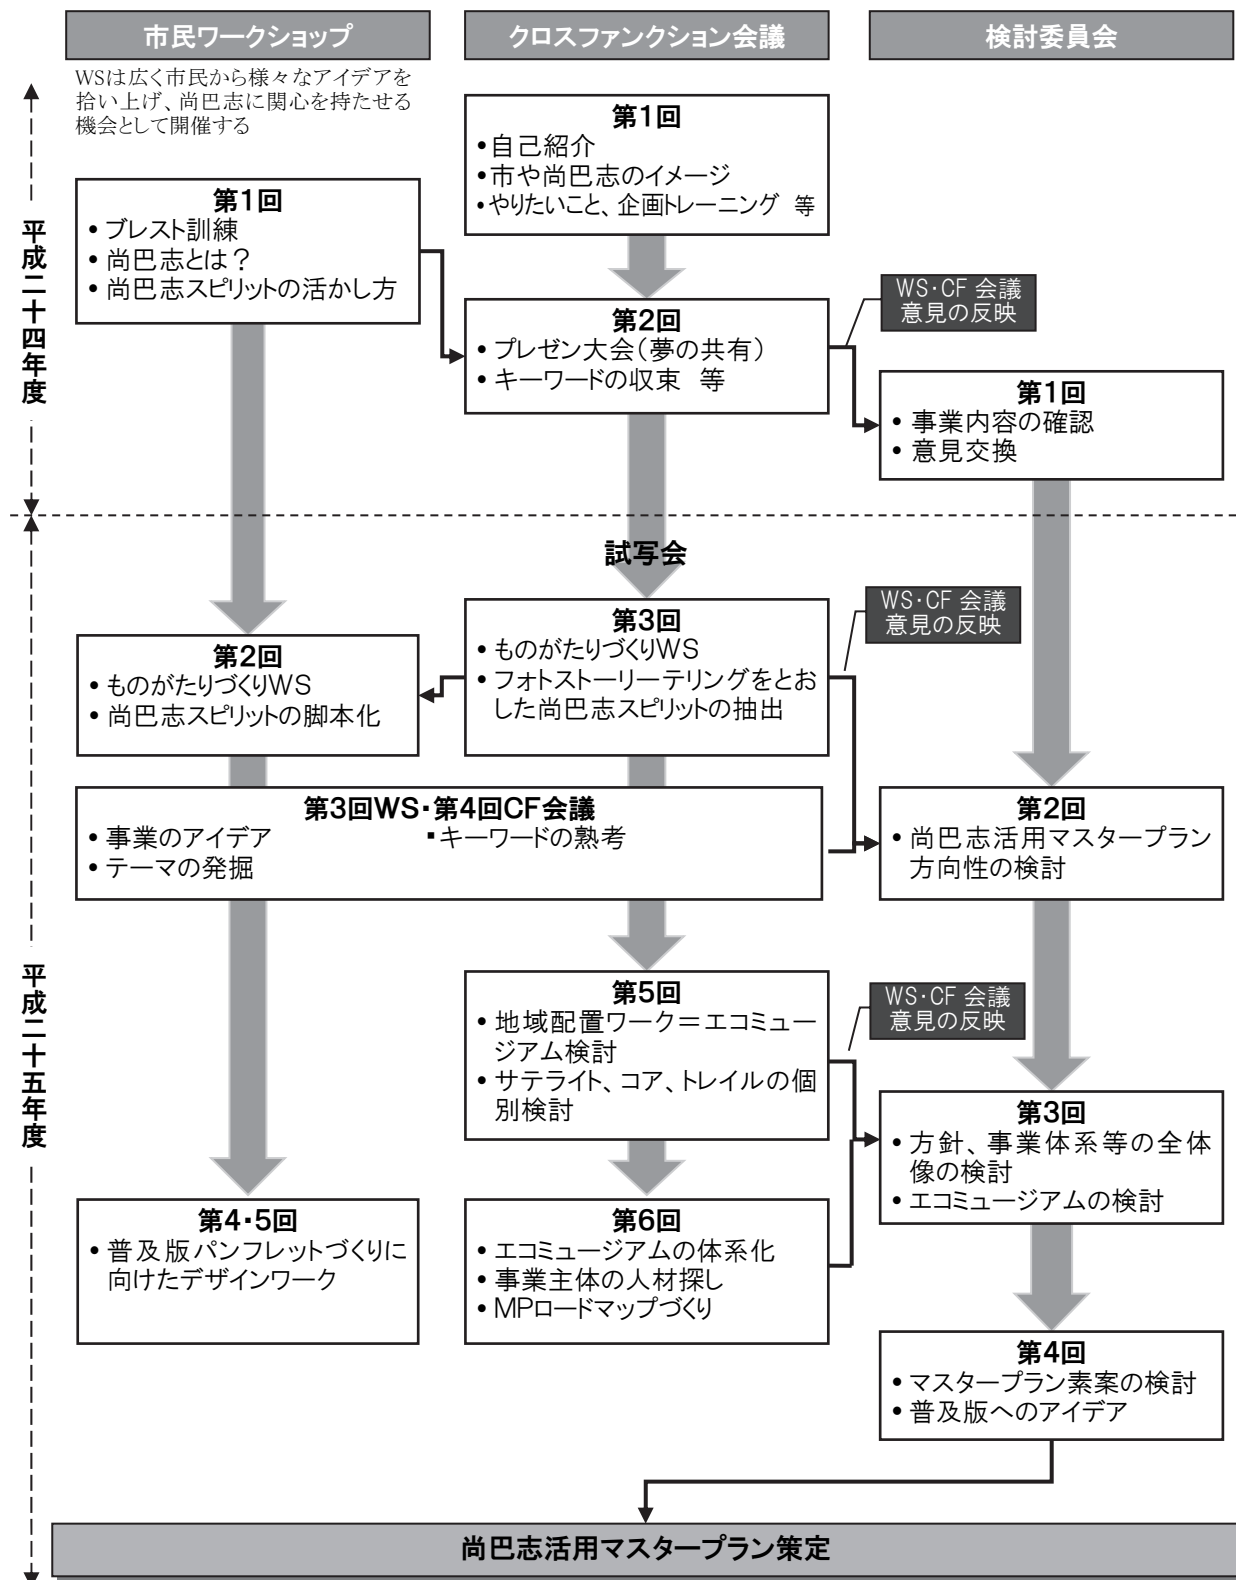 市民ワークショップ
クロスファンクション会議
検討委員会
WSは広く市民から様々なアイデアを
拾い上げ、尚巴志に関心を持たせる
機会として開催する
平成二十四年度
第1回
•自己紹介
•市や尚巴志のイメージ
•やりたいこと、企画トレーニング 等
第1回
• ブレスト訓練
• 尚巴志とは？
• 尚巴志スピリットの活かし方
第2回
• プレゼン大会（夢の共有）
• キーワードの収束 等
WS･CF 会議
意見の反映
第1回
• 事業内容の確認
• 意見交換
平成二十五年度
試写会
第3回
• ものがたりづくりWS
• フォトストーリーテリングをとお
した尚巴志スピリットの抽出
WS･CF 会議
意見の反映
第2回
• ものがたりづくりWS
• 尚巴志スピリットの脚本化
第3回WS・第4回CF会議
• 事業のアイデア
▪キーワードの熟考
• テーマの発掘
第2回
• 尚巴志活用マスタープラン
方向性の検討
第5回
• 地域配置ワーク＝エコミュー
ジアム検討
• サテライト、コア、トレイルの個
別検討
WS･CF 会議
意見の反映
第3回
• 方針、事業体系等の全体
像の検討
• エコミュージアムの検討
第4・5回
• 普及版パンフレットづくりに
向けたデザインワーク
第6回
• エコミュージアムの体系化
• 事業主体の人材探し
• MPロードマップづくり
第4回
• マスタープラン素案の検討
• 普及版へのアイデア
尚巴志活用マスタープラン策定